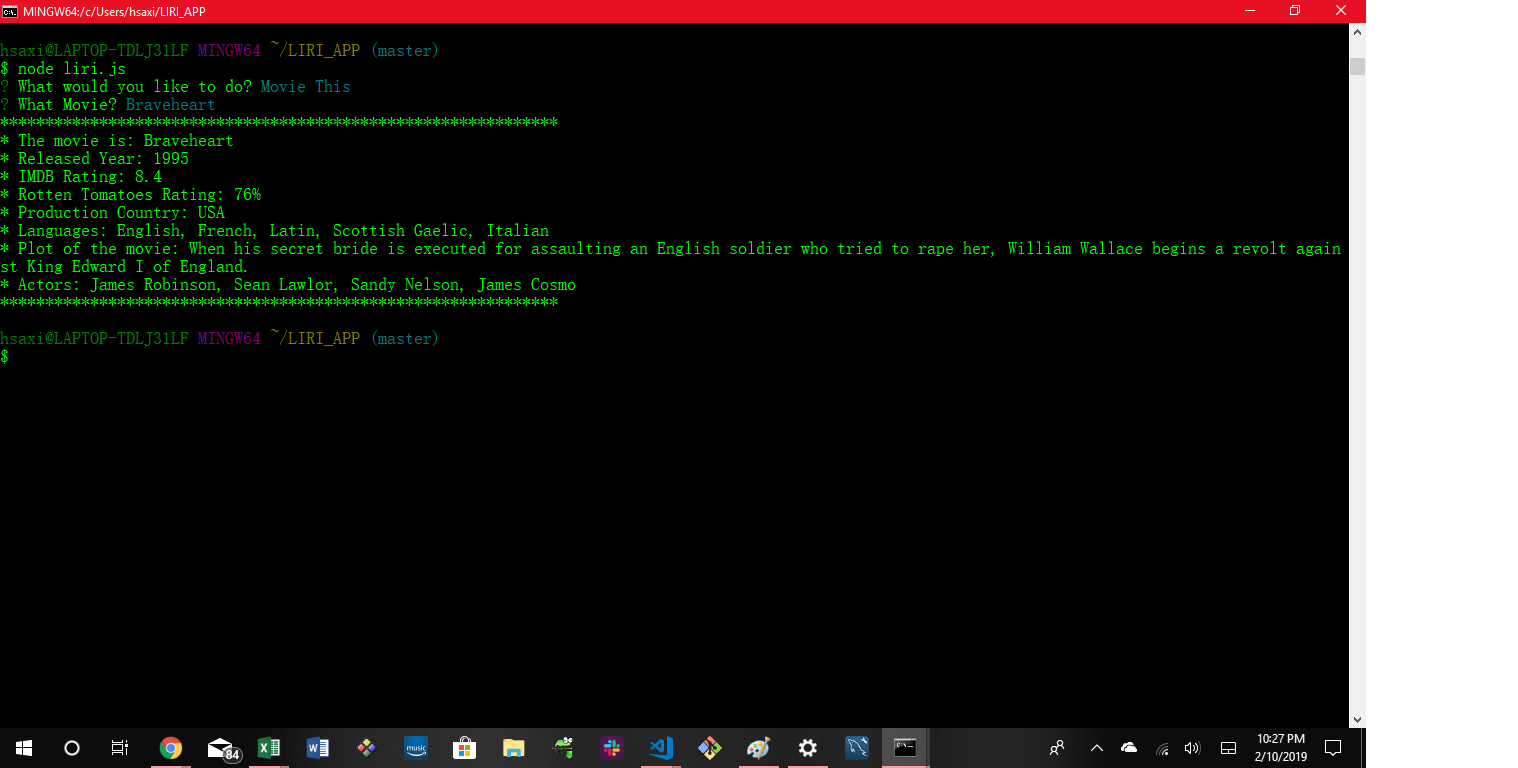 MINGW64:/c/Users/hsaxi/LIRI_APP
hsaxi@LAPTOP-TDLJ31LF MINGW64 ~/LIRI_APP (master)
$ node liri.js
? What would you like to do? Movie This
? What Movie? Braveheart
**************************************************************
* The movie is: Braveheart
* Released Year: 1995
* IMDB Rating: 8.4
* Rotten Tomatoes Rating: 76%
* Production Country: USA
* Languages: English, French, Latin, Scottish Gaelic, Italian
* Plot of the movie: When his secret bride is executed for assaulting an English soldier who tried to rape her, William Wallace begins a revolt again
st King Edward I of England.
* Actors: James Robinson, Sean Lawlor, Sandy Nelson, James Cosmo
**************************************************************
hsaxi@LAPTOP-TDLJ31LF MINGW64 ~/LIRI_APP (master)
$
84
music
10:27 PM
2/10/2019